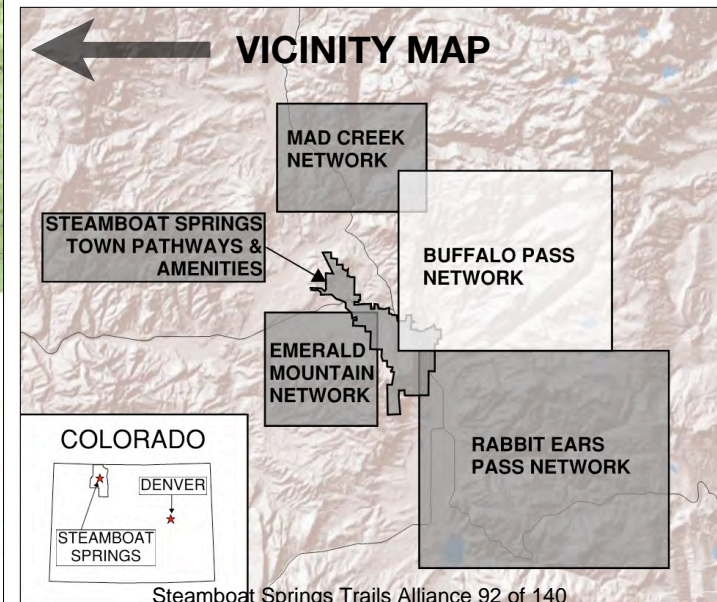 VICINITY MAP
MAD CREEK
NETWORK
STEAMBOAT SPRINGS
TOWN PATHWAYS &
AMENITIES
BUFFALO PASS
NETWORK
EMERALD
MOUNTAIN
NETWORK
RABBIT EARS
PASS NETWORK
COLORADO
DENVER
STEAMBOAT
SPRINGS
Steamboat Springs Trails Alliance 92 of 140